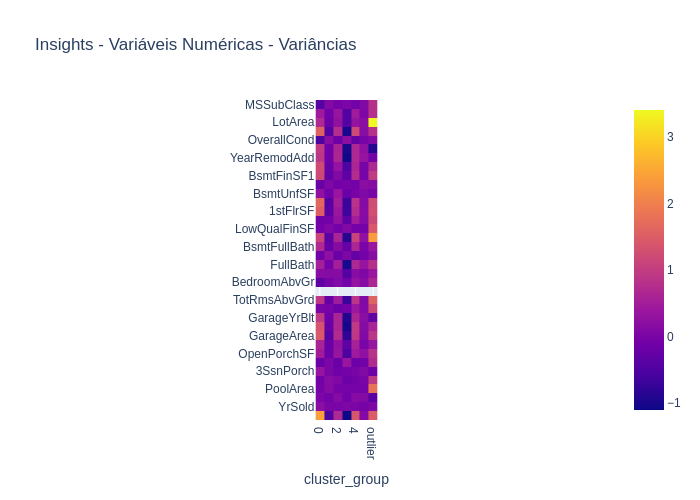 Insights - Variáveis Numéricas - Variâncias
MSSubClass
LotArea
OverallCond
YearRemodAdd
BsmtFinSF1
BsmtUnfSF
1stFlrSF
LowQualFinSF
BsmtFullBath
FullBath
BedroomAbvGr
TotRmsAbvGrd
GarageYrBlt
GarageArea
OpenPorchSF
3SsnPorch
PoolArea
YrSold
0
2
4
outlier
cluster_group
3
2
1
0
−1